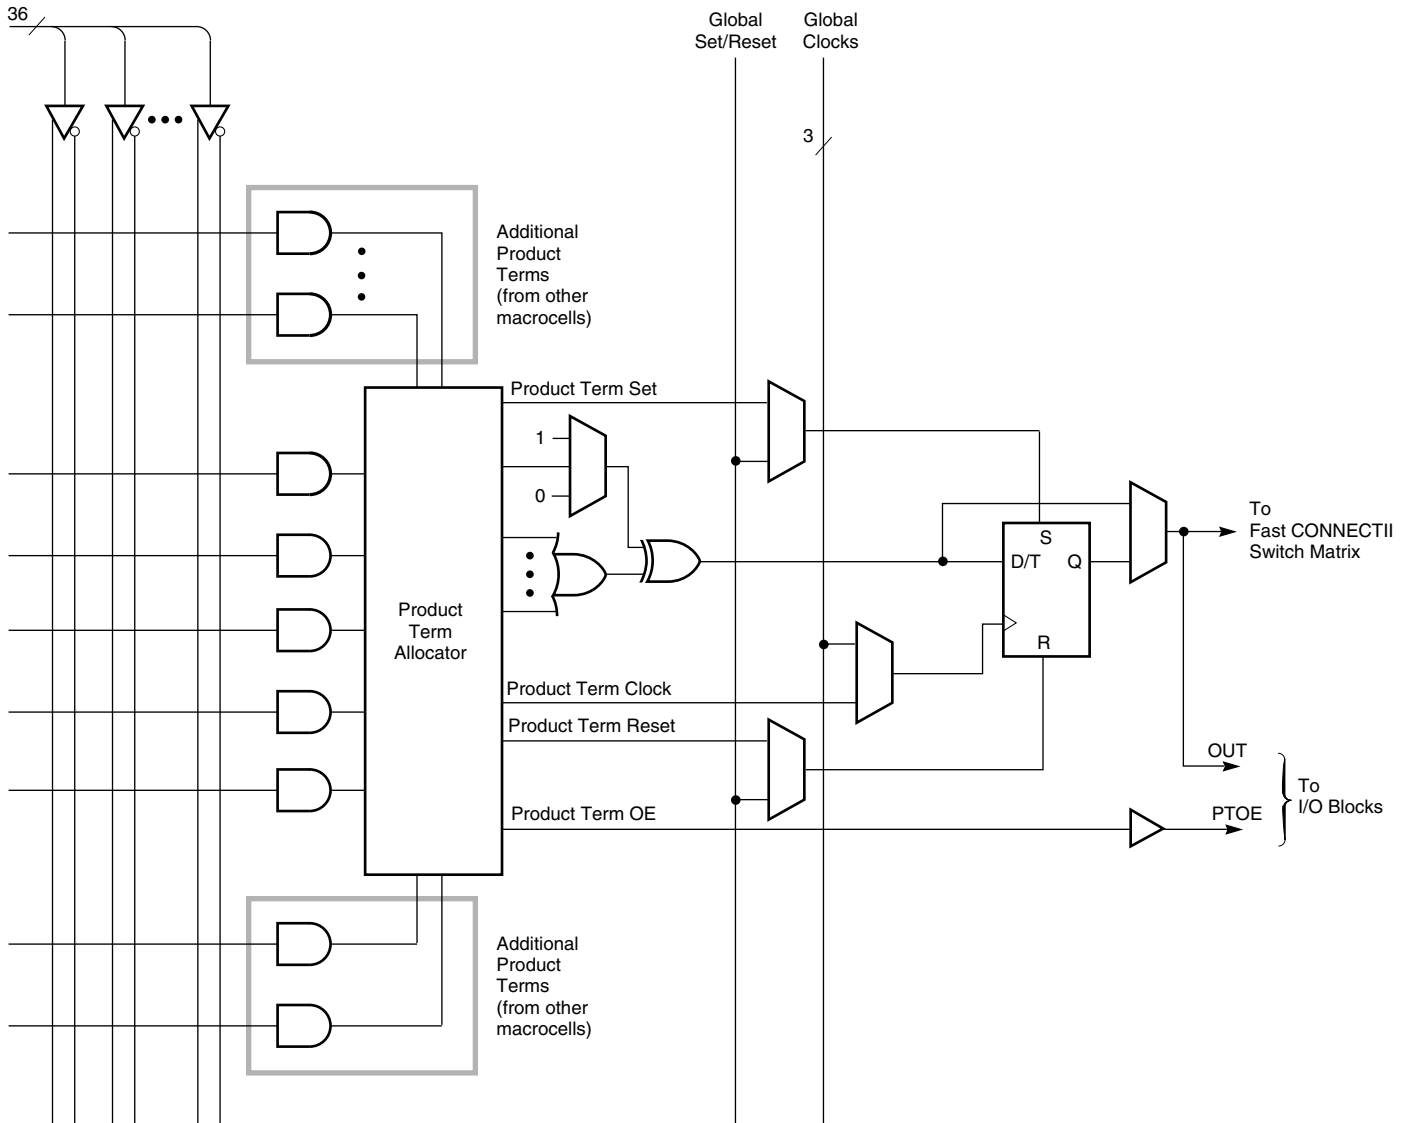 36
Global
Set/Reset
Global
Clocks
3
Additional
Product
Terms
(from other
macrocells)
Product Term Set
1
0
Product
Term
Allocator
S
D/T Q
R
To
Fast CONNECTII
Switch Matrix
Product Term Clock
Product Term Reset
Product Term OE
OUT
PTOE
To
I/O Blocks
Additional
Product
Terms
(from other
macrocells)